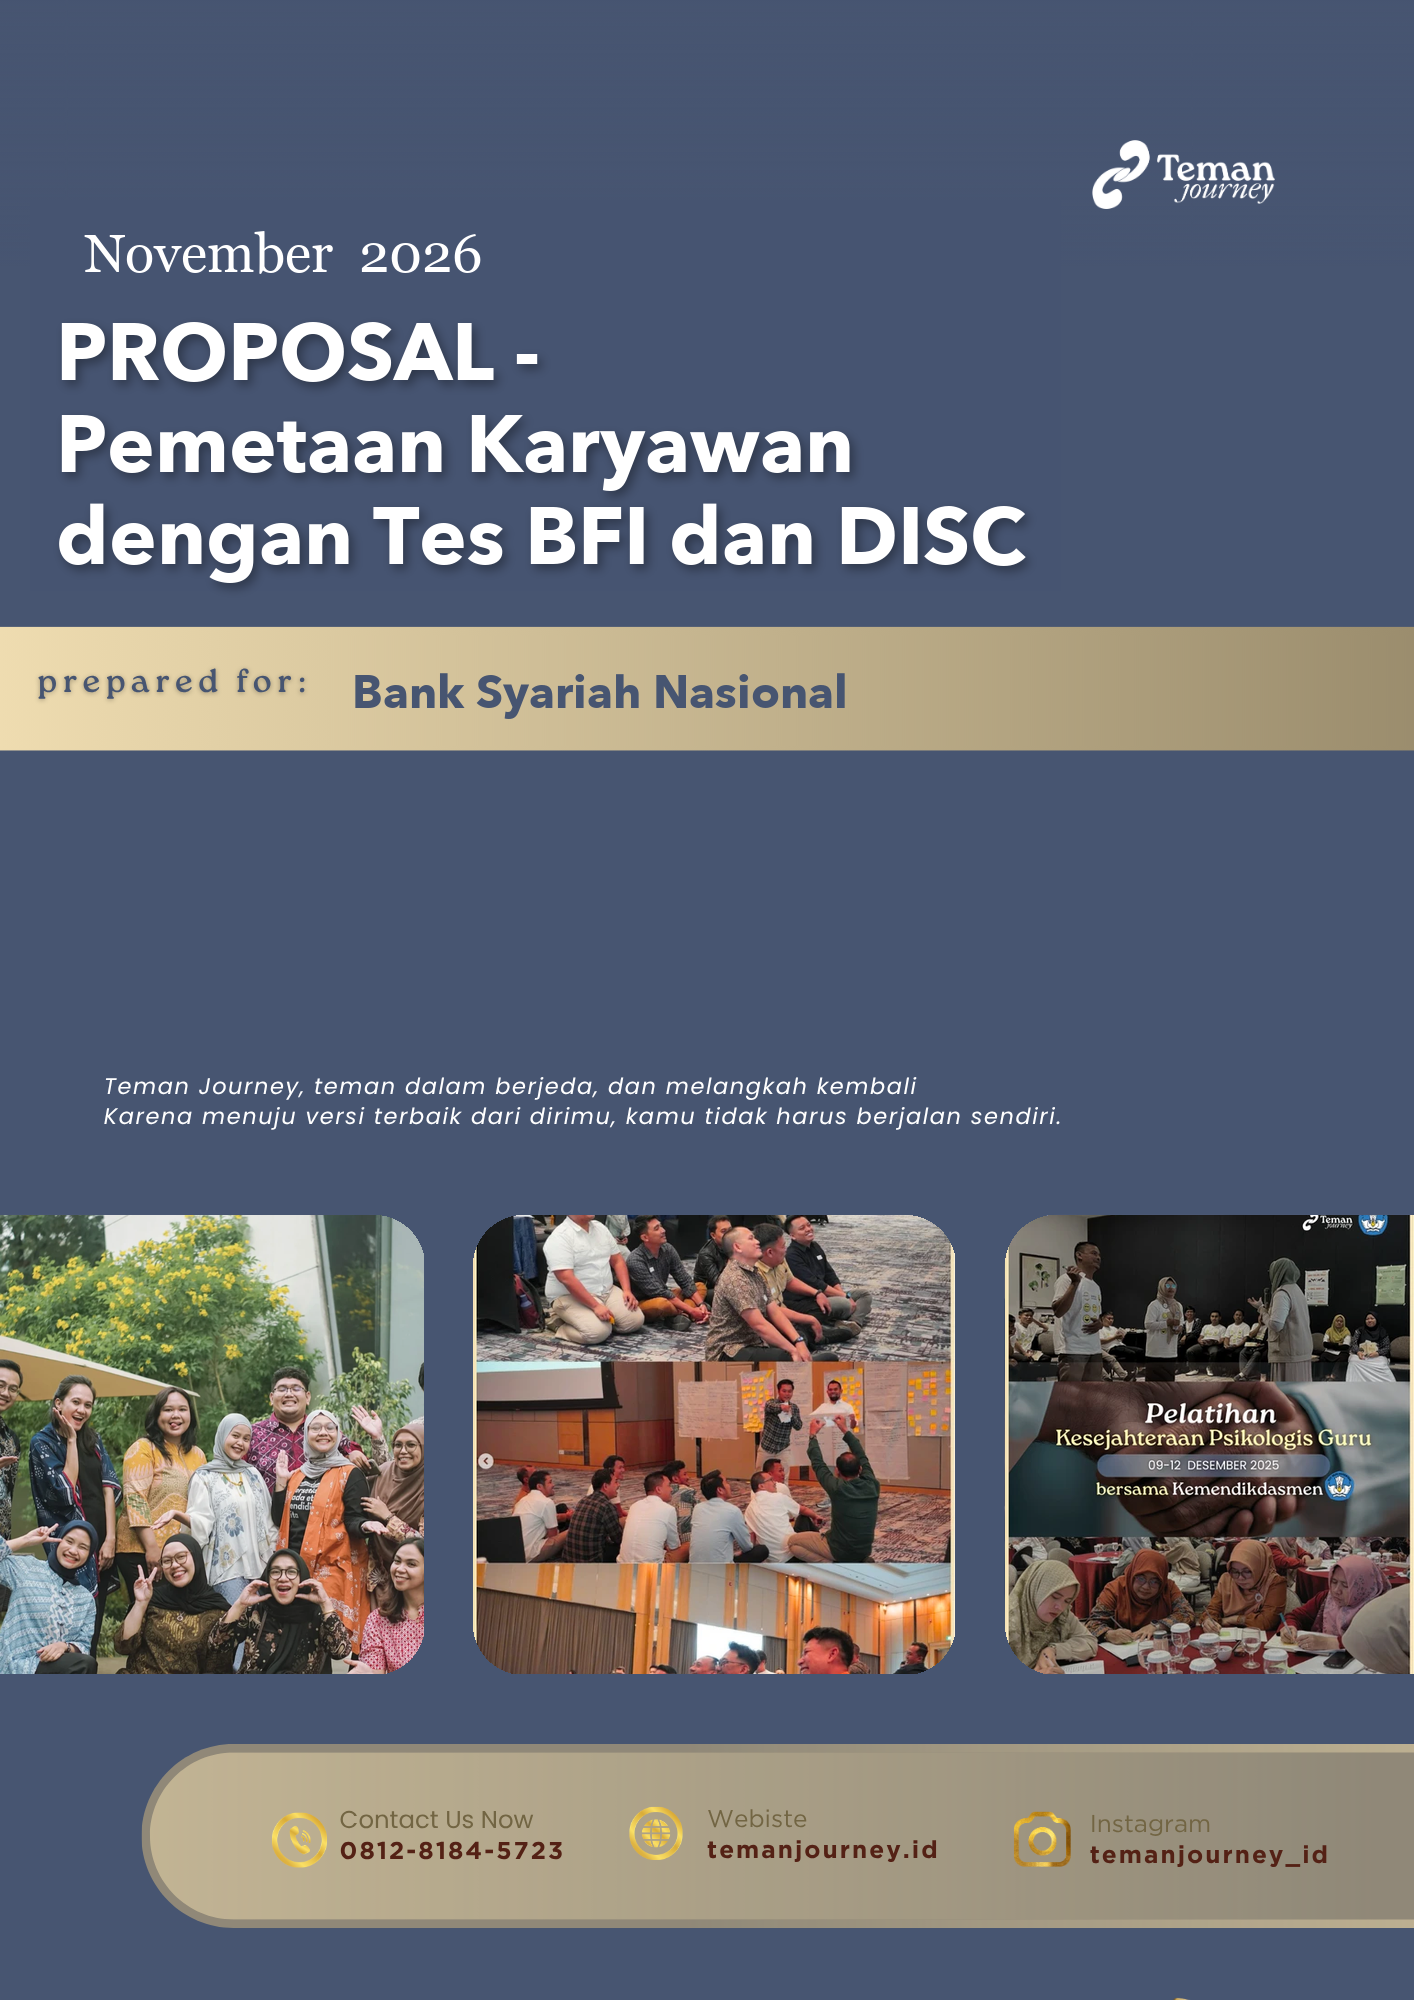 Teman
journey
November 2026
PROPOSAL -
Pemetaan Karyawan
dengan Tes BFI dan DISC
prepared for:
Bank Syariah Nasional
Teman Journey, teman dalam berjeda, dan melangkah kembali
Karena menuju versi terbaik dari dirimu, kamu tidak harus berjalan sendiri.
Teman
journey
Pelatihan
Kesejahteraan Psikologis Guru
09-12 DESEMBER 2025
bersama Kemendikdasmen
Contact Us Now
0812-8184-5723
Webiste
temanjourney.id
Instagram
temanjourney_id